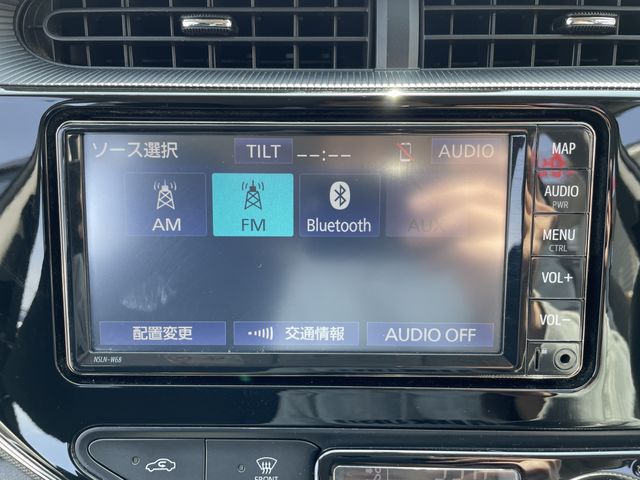 ソース選択 TILT --:-- AUDIO
AM FM Bluetooth AUX
配置変更 交通情報 AUDIO OFF
NSLN-W68
MAP
AUDIO
PWR
MENU
CTRL
VOL+
VOL-
FRONT